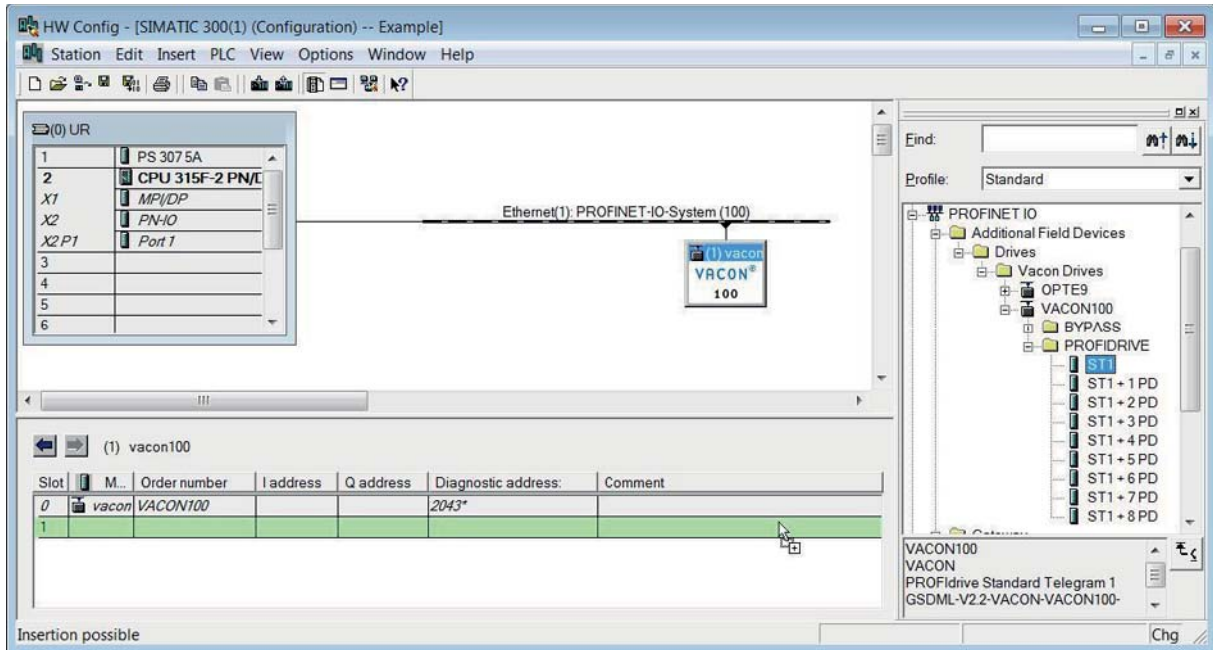 HW Config - [SIMATIC 300(1) (Configuration) -- Example]
Station Edit Insert PLC View Options Window Help
(0) UR
1 PS 307 5A
2 CPU 315F-2 PN/D
X1 MPI/DP
X2 PN-IO
X2 P1 Port 1
3
4
5
6
Ethernet(1): PROFINET-IO-System (100)
(1) vacon
VACON®
100
Find:
Profile: Standard
PROFINET IO
Additional Field Devices
Drives
Vacon Drives
OPTE9
VACON100
BYPASS
PROFIDRIVE
ST1
ST1 + 1 PD
ST1 + 2 PD
ST1 + 3 PD
ST1 + 4 PD
ST1 + 5 PD
ST1 + 6 PD
ST1 + 7 PD
ST1 + 8 PD
(1) vacon100
Slot M... Order number I address Q address Diagnostic address: Comment
0 vacon VACON100 2043*
1
VACON100
VACON
PROFIdrive Standard Telegram 1
GSDML-V2.2-VACON-VACON100-
Insertion possible
Chg